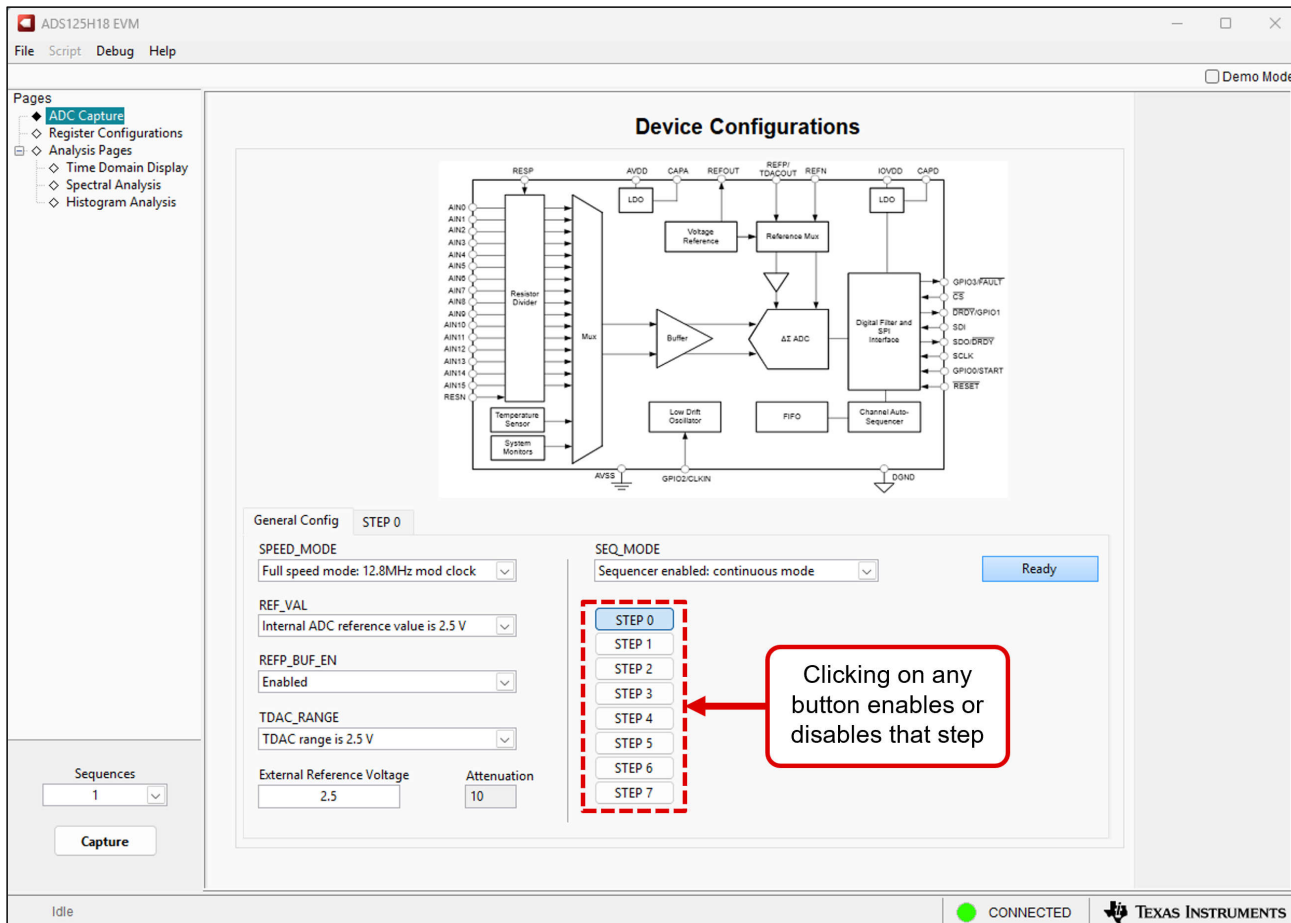 ADS125H18 EVM
File Script Debug Help
Demo Mode
Pages
ADC Capture
Register Configurations
Analysis Pages
Time Domain Display
Spectral Analysis
Histogram Analysis
Device Configurations
RESP AVDD CAPA REFOUT REFP/TDACOUT REFN IOVDD CAPD
LDO
LDO
AIN0
AIN1
AIN2
AIN3
AIN4
AIN5
AIN6
AIN7
AIN8
AIN9
AIN10
AIN11
AIN12
AIN13
AIN14
AIN15
RESN
Resistor
Divider
Mux
Temperature
Sensor
System
Monitors
Voltage
Reference
Reference Mux
Buffer
ΔΣ ADC
Digital Filter and
SPI
Interface
Low Drift
Oscillator
FIFO
Channel Auto-
Sequencer
GPIO3/FAULT
CS
DRDY/GPIO1
SDI
SDO/DRDY
SCLK
GPIO0/START
RESET
AVSS
GPIO2/CLKIN
DGND
General Config STEP 0
SPEED_MODE
Full speed mode: 12.8MHz mod clock
REF_VAL
Internal ADC reference value is 2.5 V
REFP_BUF_EN
Enabled
TDAC_RANGE
TDAC range is 2.5 V
External Reference Voltage Attenuation
2.5 10
SEQ_MODE
Sequencer enabled: continuous mode
Ready
STEP 0
STEP 1
STEP 2
STEP 3
STEP 4
STEP 5
STEP 6
STEP 7
Clicking on any
button enables or
disables that step
Sequences
1
Capture
Idle
CONNECTED
TEXAS INSTRUMENTS